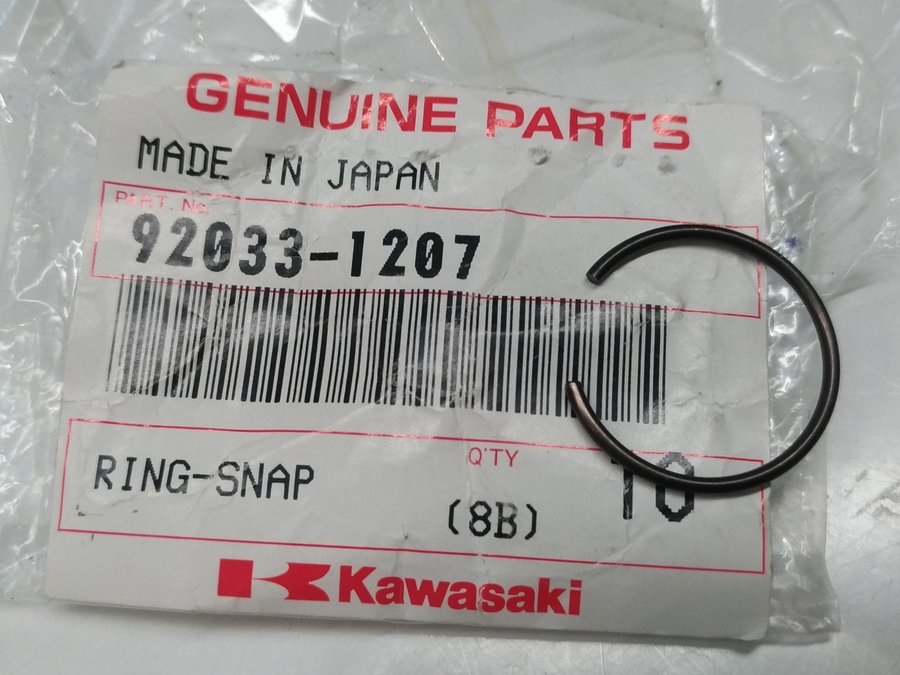 GENUINE PARTS
MADE IN JAPAN
PART. No.
92033-1207
RING-SNAP
Q'TY
(8B) 10
Kawasaki